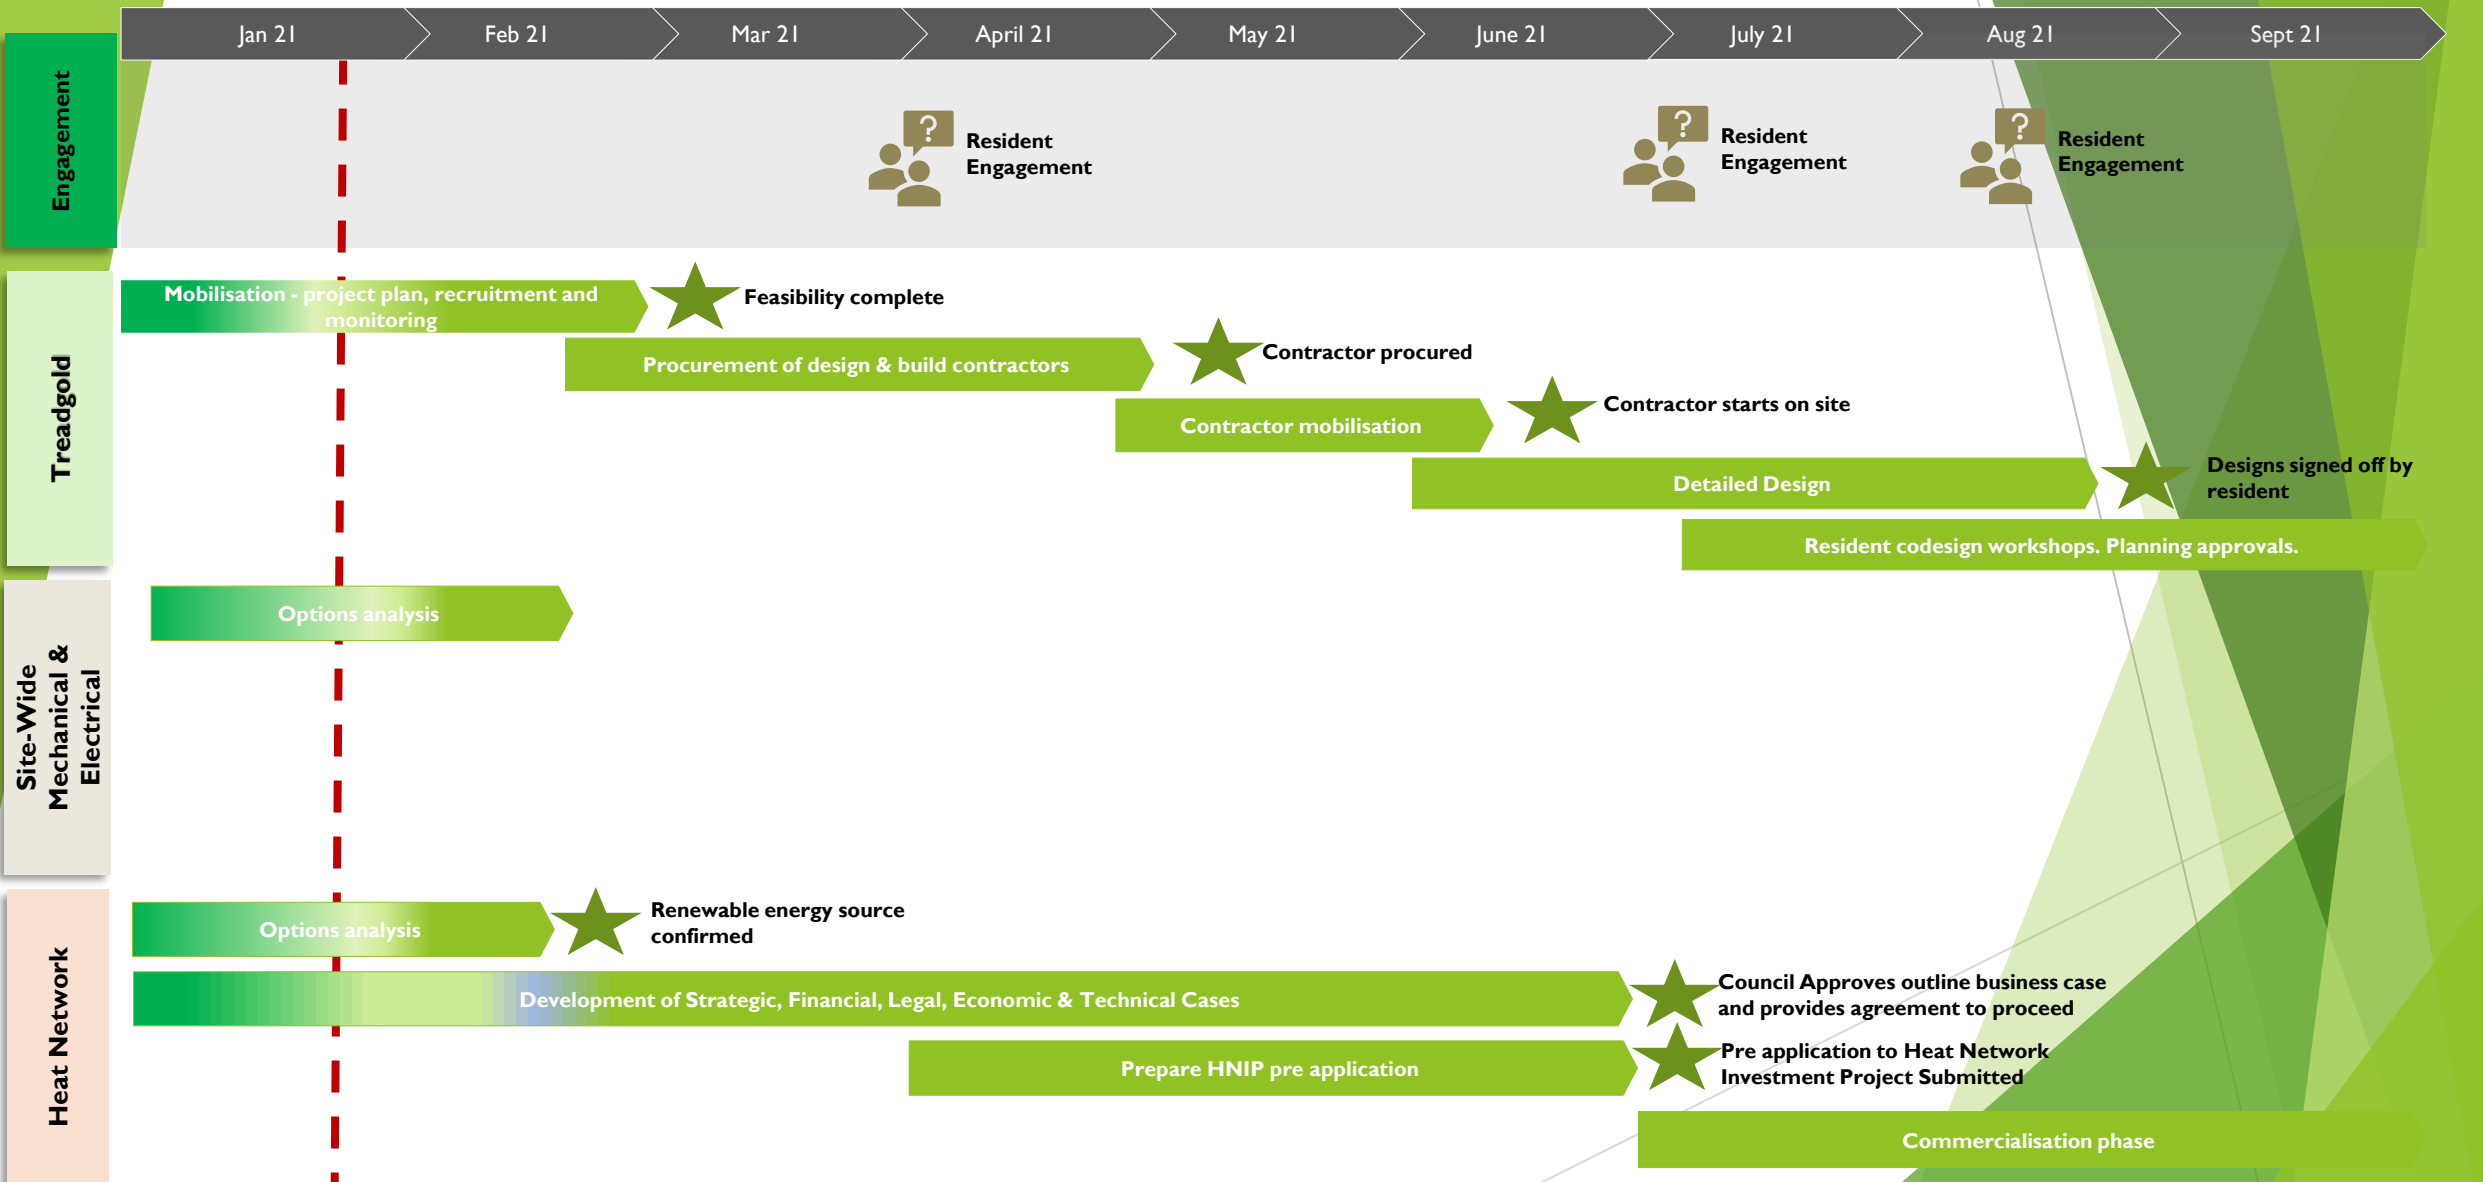 Jan 21
Feb 21
Mar 21
April 21
May 21
June 21
July 21
Aug 21
Sept 21
Engagement
?
Resident
Engagement
?
Resident
Engagement
?
Resident
Engagement
Treadgold
Mobilisation - project plan, recruitment and
monitoring
Feasibility complete
Procurement of design & build contractors
Contractor procured
Contractor mobilisation
Contractor starts on site
Detailed Design
Designs signed off by
resident
Resident codesign workshops. Planning approvals.
Site-Wide
Mechanical &
Electrical
Options analysis
Heat Network
Options analysis
Renewable energy source
confirmed
Development of Strategic, Financial, Legal, Economic & Technical Cases
Council Approves outline business case
and provides agreement to proceed
Prepare HNIP pre application
Pre application to Heat Network
Investment Project Submitted
Commercialisation phase